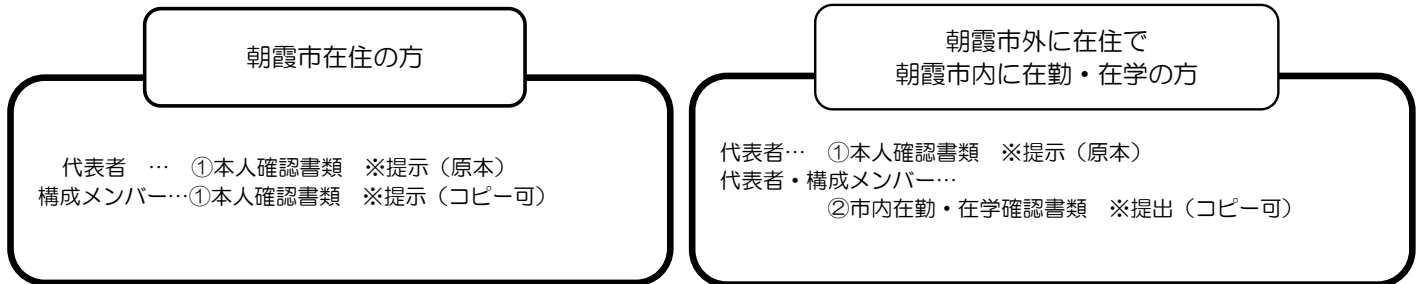 朝霞市在住の方
代表者 … ①本人確認書類 ※提示（原本）
構成メンバー…①本人確認書類 ※提示（コピー可）
朝霞市外に在住で
朝霞市内に在勤・在学の方
代表者… ①本人確認書類 ※提示（原本）
代表者・構成メンバー…
②市内在勤・在学確認書類 ※提出（コピー可）